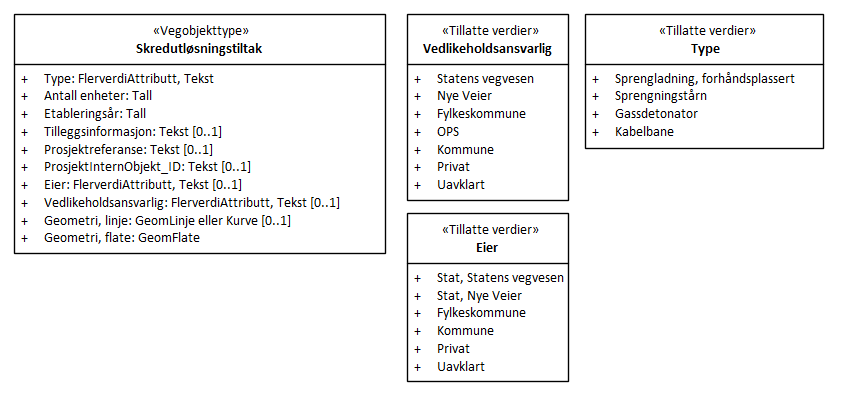 «Vegobjekttype»
Skredutløsningstiltak
+ Type: FlerverdiAttributt, Tekst
+ Antall enheter: Tall
+ Etableringsår: Tall
+ Tilleggsinformasjon: Tekst [0..1]
+ Prosjektreferanse: Tekst [0..1]
+ ProsjektInternObjekt_ID: Tekst [0..1]
+ Eier: FlerverdiAttributt, Tekst [0..1]
+ Vedlikeholdsansvarlig: FlerverdiAttributt, Tekst [0..1]
+ Geometri, linje: GeomLinje eller Kurve [0..1]
+ Geometri, flate: GeomFlate
«Tillatte verdier»
Vedlikeholdsansvarlig
+ Statens vegvesen
+ Nye Veier
+ Fylkeskommune
+ OPS
+ Kommune
+ Privat
+ Uavklart
«Tillatte verdier»
Type
+ Sprengladning, forhåndsplassert
+ Sprengningstårn
+ Gassdetonator
+ Kabelbane
«Tillatte verdier»
Eier
+ Stat, Statens vegvesen
+ Stat, Nye Veier
+ Fylkeskommune
+ Kommune
+ Privat
+ Uavklart